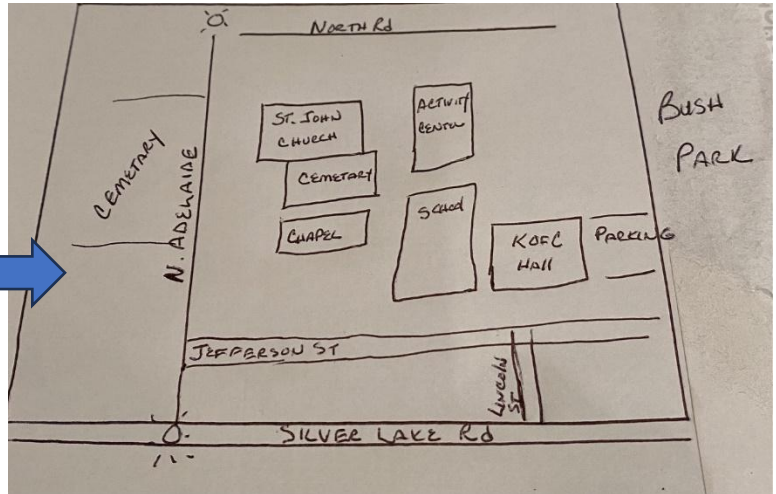 NORTH Rd
ST. JOHN
CHURCH
ACTIVITY
CENTER
BUSH
PARK
CEMETARY
CEMETARY
N. ADELAIDE
CHAPEL
SCHOOL
K OF C
HAll
PARKING
JEFFERSON ST
LINCOLN
ST
SILVER LAKE Rd